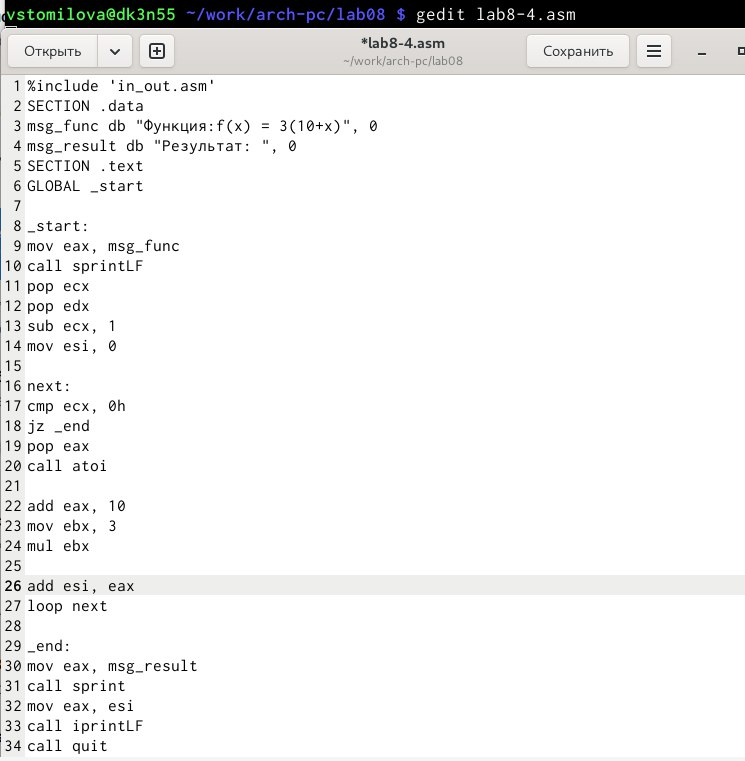 vstomilova@dk3n55 ~/work/arch-pc/lab08 $ gedit lab8-4.asm
Открыть
*lab8-4.asm
~/work/arch-pc/lab08
Сохранить
1 %include 'in_out.asm'
2 SECTION .data
3 msg_func db "Функция:f(x) = 3(10+x)", 0
4 msg_result db "Результат: ", 0
5 SECTION .text
6 GLOBAL _start
7
8 _start:
9 mov eax, msg_func
10 call sprintLF
11 pop ecx
12 pop edx
13 sub ecx, 1
14 mov esi, 0
15
16 next:
17 cmp ecx, 0h
18 jz _end
19 pop eax
20 call atoi
21
22 add eax, 10
23 mov ebx, 3
24 mul ebx
25
26 add esi, eax
27 loop next
28
29 _end:
30 mov eax, msg_result
31 call sprint
32 mov eax, esi
33 call iprintLF
34 call quit